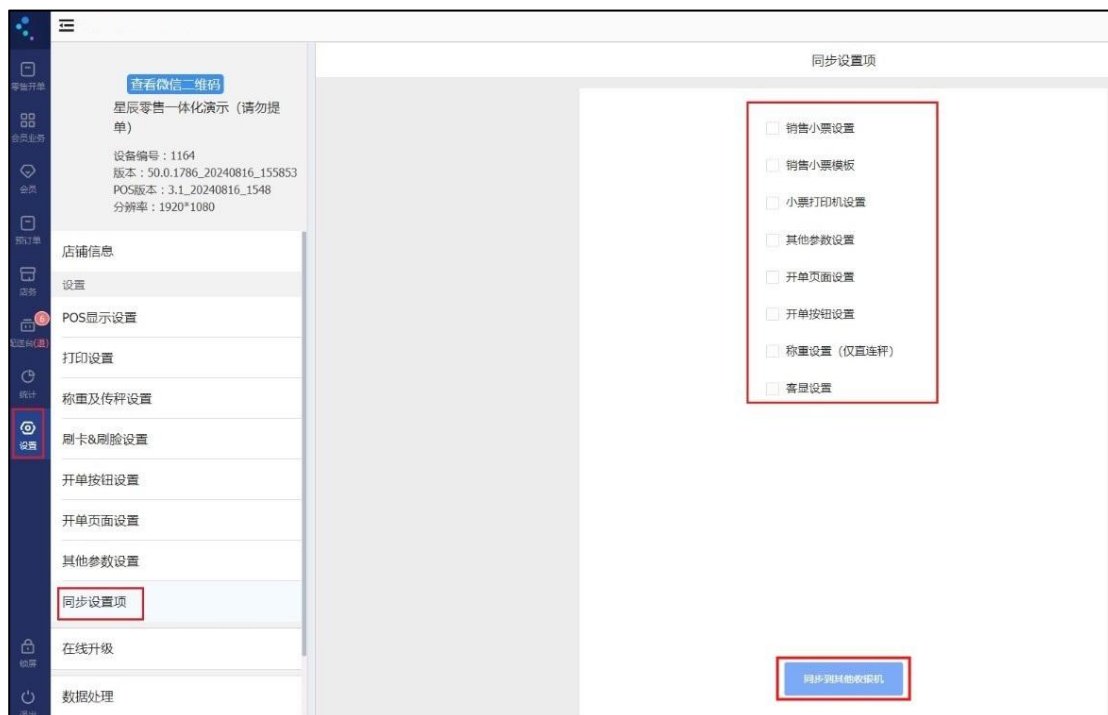 零售开单
会员业务
会员
预订单
店务
6
统计
设置
锁屏
查看微信二维码
星辰零售一体化演示（请勿提
单）
设备编号：1164
版本：50.0.1786_20240816_155853
POS版本：3.1_20240816_1548
分辨率：1920*1080
店铺信息
设置
POS显示设置
打印设置
称重及传秤设置
刷卡&刷脸设置
开单按钮设置
开单页面设置
其他参数设置
同步设置项
在线升级
数据处理
同步设置项
销售小票设置
销售小票模板
小票打印机设置
其他参数设置
开单页面设置
开单按钮设置
称重设置（仅直连秤）
客显设置
同步到其他收银机